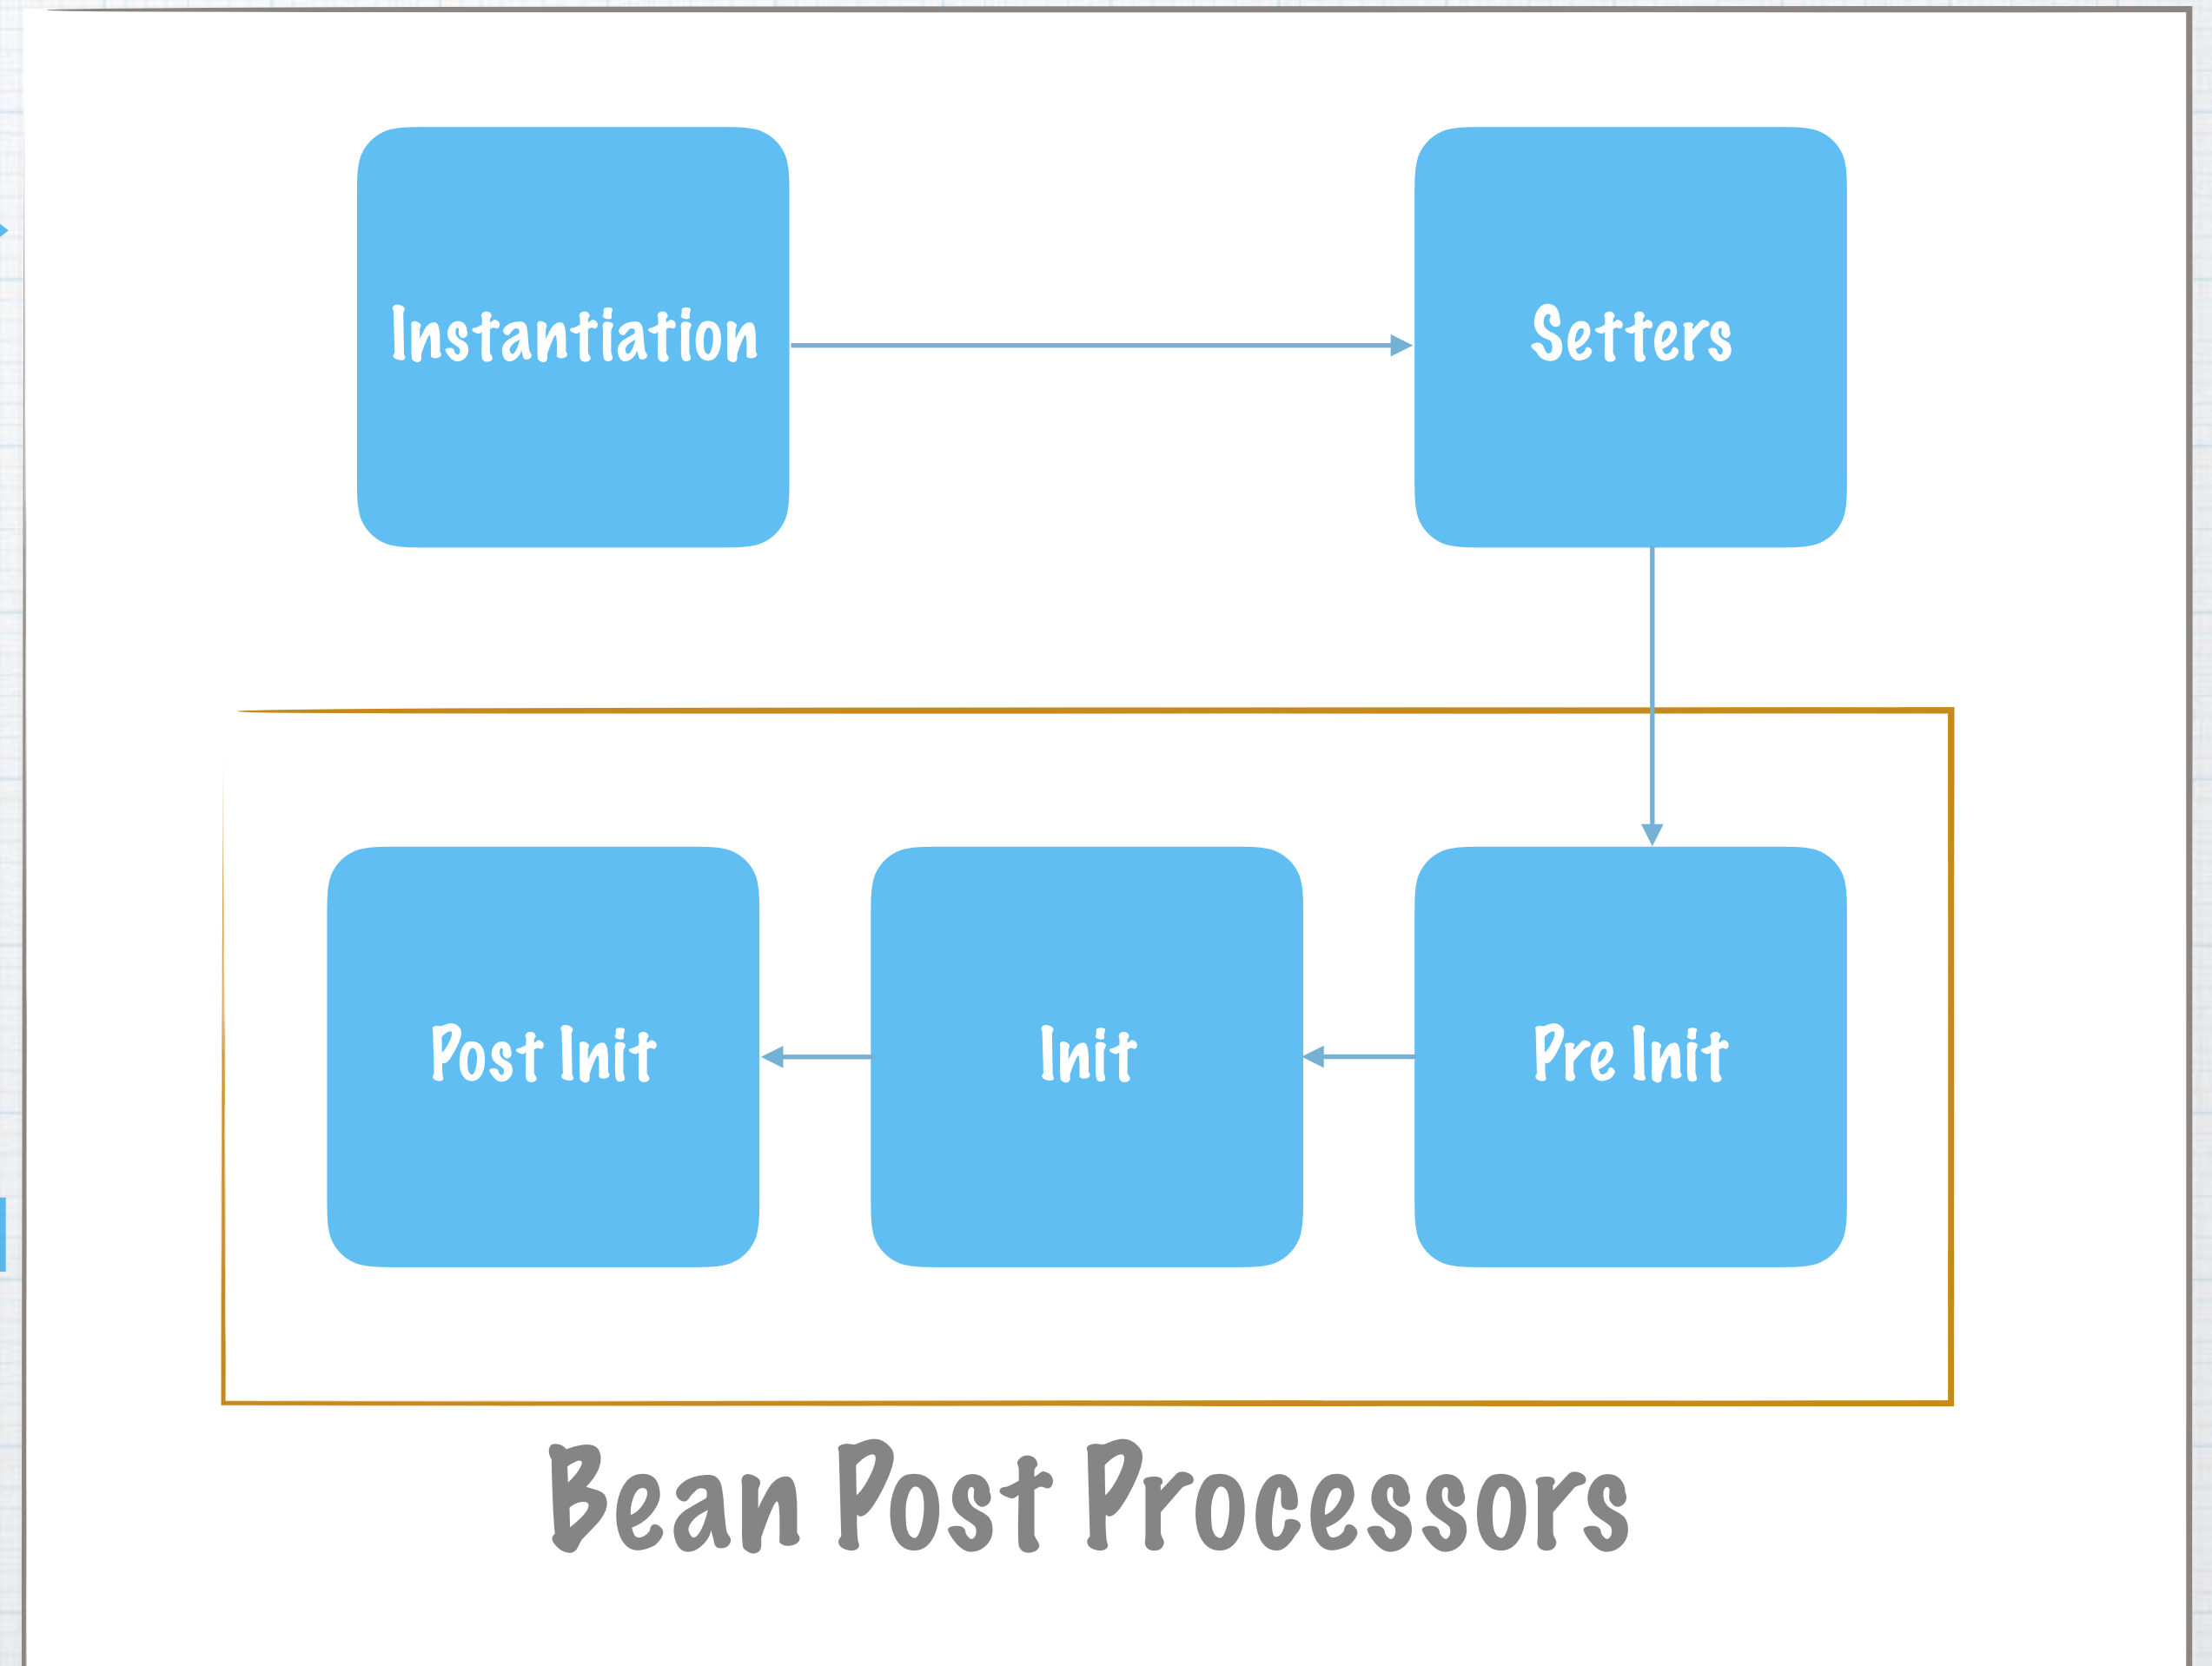 Instantiation
Setters
Post Init
Init
Pre Init
Bean Post Processors